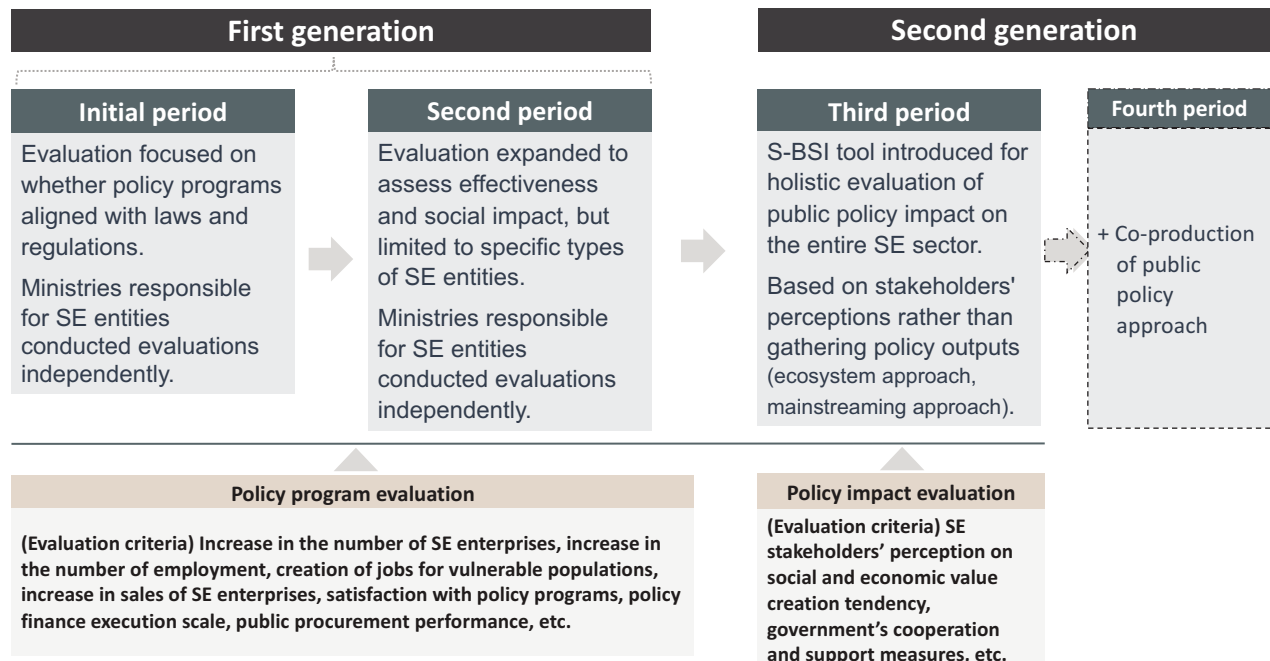 First generation
Second generation
Initial period
Evaluation focused on
whether policy programs
aligned with laws and
regulations.
Ministries responsible
for SE entities
conducted evaluations
independently.
Second period
Evaluation expanded to
assess effectiveness
and social impact, but
limited to specific types
of SE entities.
Ministries responsible
for SE entities
conducted evaluations
independently.
Third period
S-BSI tool introduced for
holistic evaluation of
public policy impact on
the entire SE sector.
Based on stakeholders'
perceptions rather than
gathering policy outputs
(ecosystem approach,
mainstreaming approach).
Fourth period
+ Co-production
of public
policy
approach
Policy program evaluation
(Evaluation criteria) Increase in the number of SE enterprises, increase in
the number of employment, creation of jobs for vulnerable populations,
increase in sales of SE enterprises, satisfaction with policy programs, policy
finance execution scale, public procurement performance, etc.
Policy impact evaluation
(Evaluation criteria) SE
stakeholders’ perception on
social and economic value
creation tendency,
government’s cooperation
and support measures, etc.